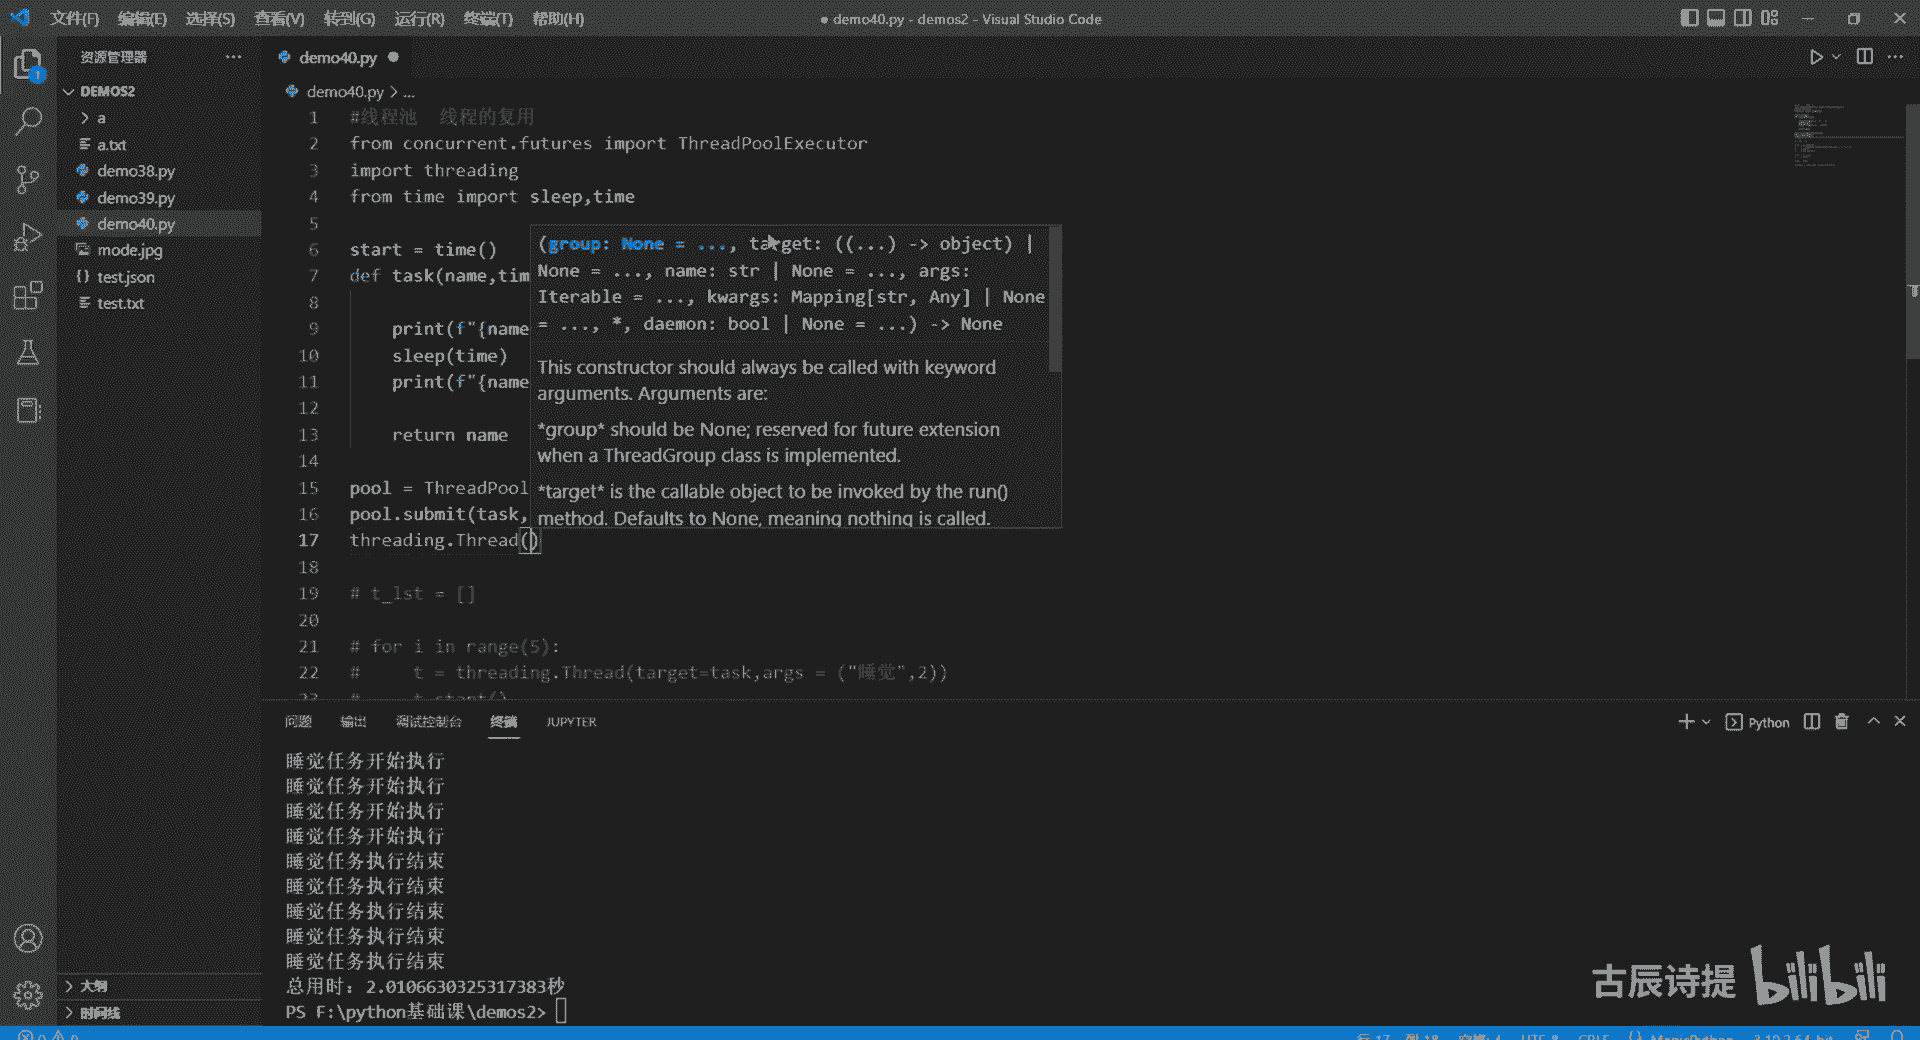 文件(F) 编辑(E) 选择(S) 查看(V) 转到(G) 运行(R) 终端(T) 帮助(H)
● demo40.py - demos2 - Visual Studio Code
资源管理器
demo40.py
DEMOS2
a
a.txt
demo38.py
demo39.py
demo40.py
mode.jpg
{} test.json
test.txt
大纲
时间线
demo40.py > ...
1 #线程池 线程的复用
2 from concurrent.futures import ThreadPoolExecutor
3 import threading
4 from time import sleep,time
5
6 start = time()
7 def task(name,tim
8
9 print(f"{name
10 sleep(time)
11 print(f"{name
12
13 return name
14
15 pool = ThreadPool
16 pool.submit(task,
17 threading.Thread()
18
19 # t_lst = []
20
21 # for i in range(5):
22 # t = threading.Thread(target=task,args = ("睡觉",2))
23 # t.start()
(group: None = ..., target: ((...) -> object) |
None = ..., name: str | None = ..., args:
Iterable = ..., kwargs: Mapping[str, Any] | None
= ..., *, daemon: bool | None = ...) -> None
This constructor should always be called with keyword
arguments. Arguments are:
*group* should be None; reserved for future extension
when a ThreadGroup class is implemented.
*target* is the callable object to be invoked by the run()
method. Defaults to None, meaning nothing is called.
问题 输出 调试控制台 终端 JUPYTER
Python
睡觉任务开始执行
睡觉任务开始执行
睡觉任务开始执行
睡觉任务开始执行
睡觉任务执行结束
睡觉任务执行结束
睡觉任务执行结束
睡觉任务执行结束
睡觉任务执行结束
总用时：2.0106630325317383秒
PS F:\python基础课\demos2>
古辰诗提 bilibili